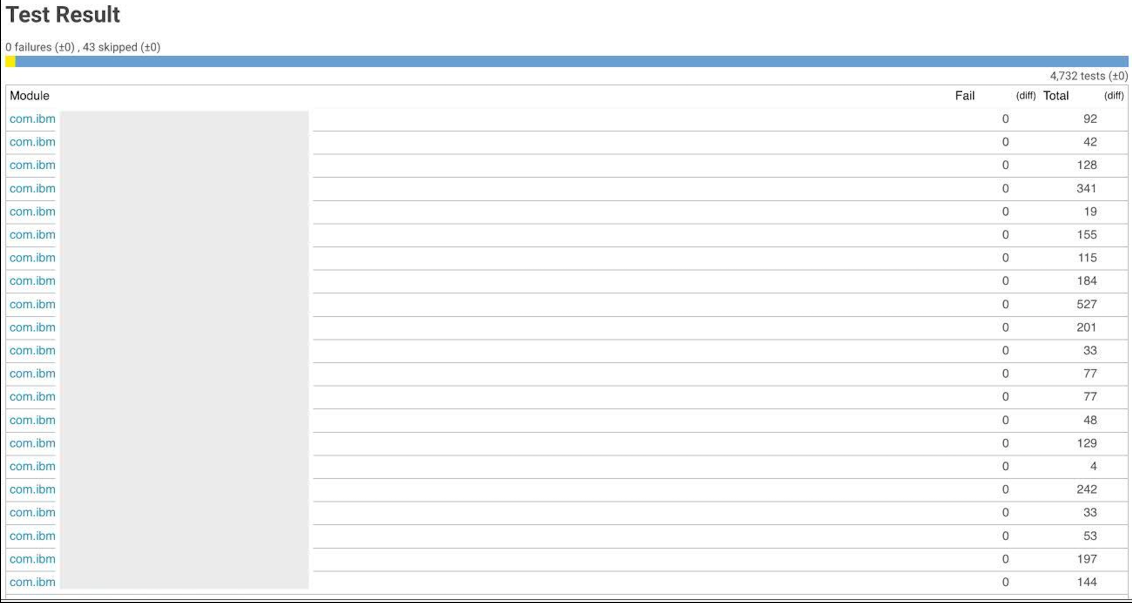 Test Result
0 failures (±0) , 43 skipped (±0)
4,732 tests (±0)
Module Fail (diff) Total (diff)
com.ibm 0 92
com.ibm 0 42
com.ibm 0 128
com.ibm 0 341
com.ibm 0 19
com.ibm 0 155
com.ibm 0 115
com.ibm 0 184
com.ibm 0 527
com.ibm 0 201
com.ibm 0 33
com.ibm 0 77
com.ibm 0 77
com.ibm 0 48
com.ibm 0 129
com.ibm 0 4
com.ibm 0 242
com.ibm 0 33
com.ibm 0 53
com.ibm 0 197
com.ibm 0 144